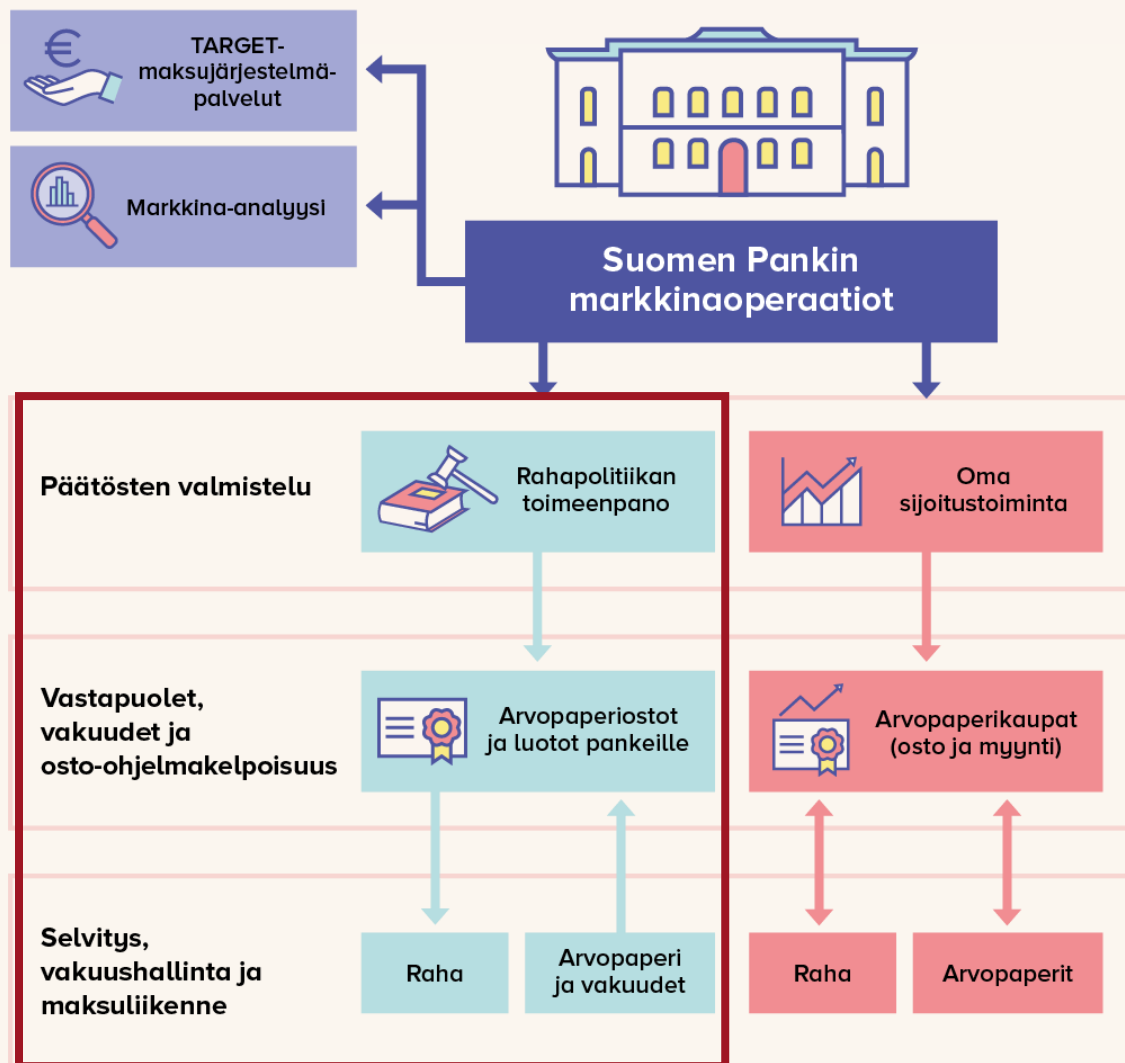 TARGET-
maksujärjestelmä-
palvelut
Markkina-analyysi
Suomen Pankin
markkinaoperaatiot
Päätösten valmistelu
Rahapolitiikan
toimeenpano
Oma
sijoitustoiminta
Vastapuolet,
vakuudet ja
osto-ohjelmakelpoisuus
Arvopaperiostot
ja luotot pankeille
Arvopaperikaupat
(osto ja myynti)
Selvitys,
vakuushallinta ja
maksuliikenne
Raha
Arvopaperi
ja vakuudet
Raha
Arvopaperit